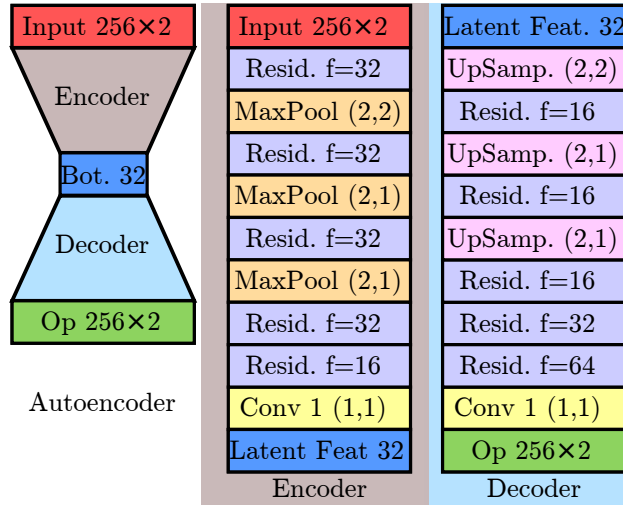 Input 256×2
Encoder
Bot. 32
Decoder
Op 256×2
Autoencoder
Input 256×2
Resid. f=32
MaxPool (2,2)
Resid. f=32
MaxPool (2,1)
Resid. f=32
MaxPool (2,1)
Resid. f=32
Resid. f=16
Conv 1 (1,1)
Latent Feat 32
Encoder
Latent Feat. 32
UpSamp. (2,2)
Resid. f=16
UpSamp. (2,1)
Resid. f=16
UpSamp. (2,1)
Resid. f=16
Resid. f=32
Resid. f=64
Conv 1 (1,1)
Op 256×2
Decoder